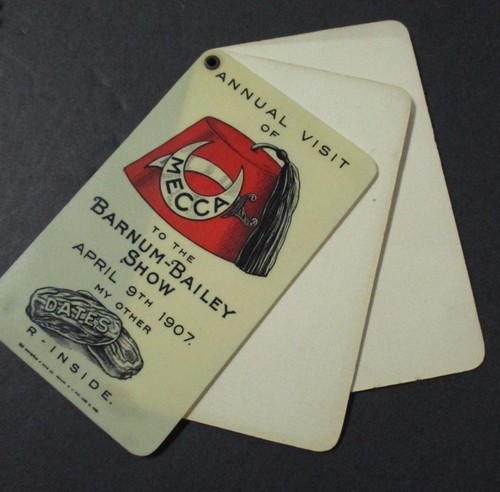 ANNUAL VISIT
OF
MECCA
TO THE
BARNUM-BAILEY
SHOW
APRIL 9TH 1907.
MY OTHER
DATES
R-INSIDE.